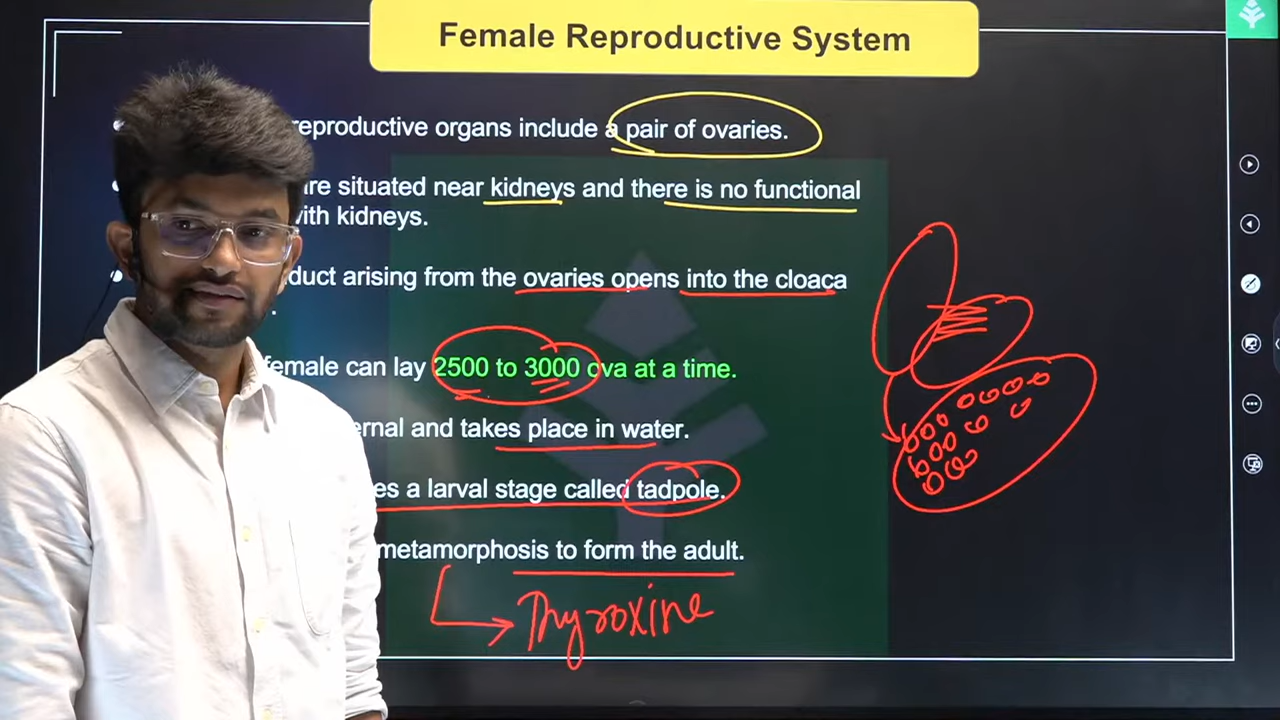 Female Reproductive System
reproductive organs include a pair of ovaries.
re situated near kidneys and there is no functional
with kidneys.
duct arising from the ovaries opens into the cloaca
.
female can lay 2500 to 3000 ova at a time.
ernal and takes place in water.
es a larval stage called tadpole.
metamorphosis to form the adult.
Thyroxine